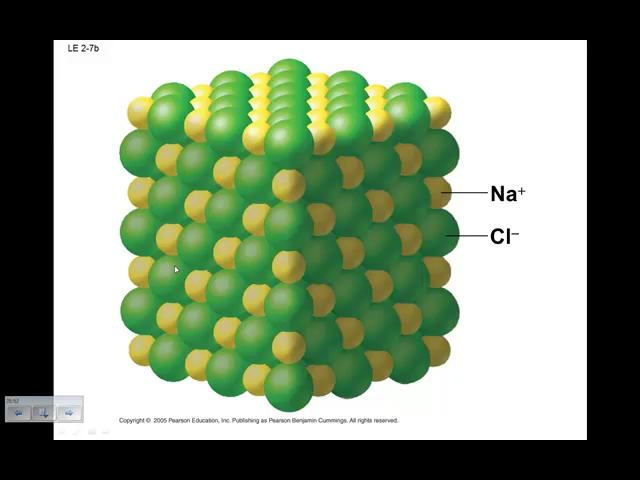 LE 2-7b
Na+
Cl–
Copyright © 2005 Pearson Education, Inc. Publishing as Pearson Benjamin Cummings. All rights reserved.